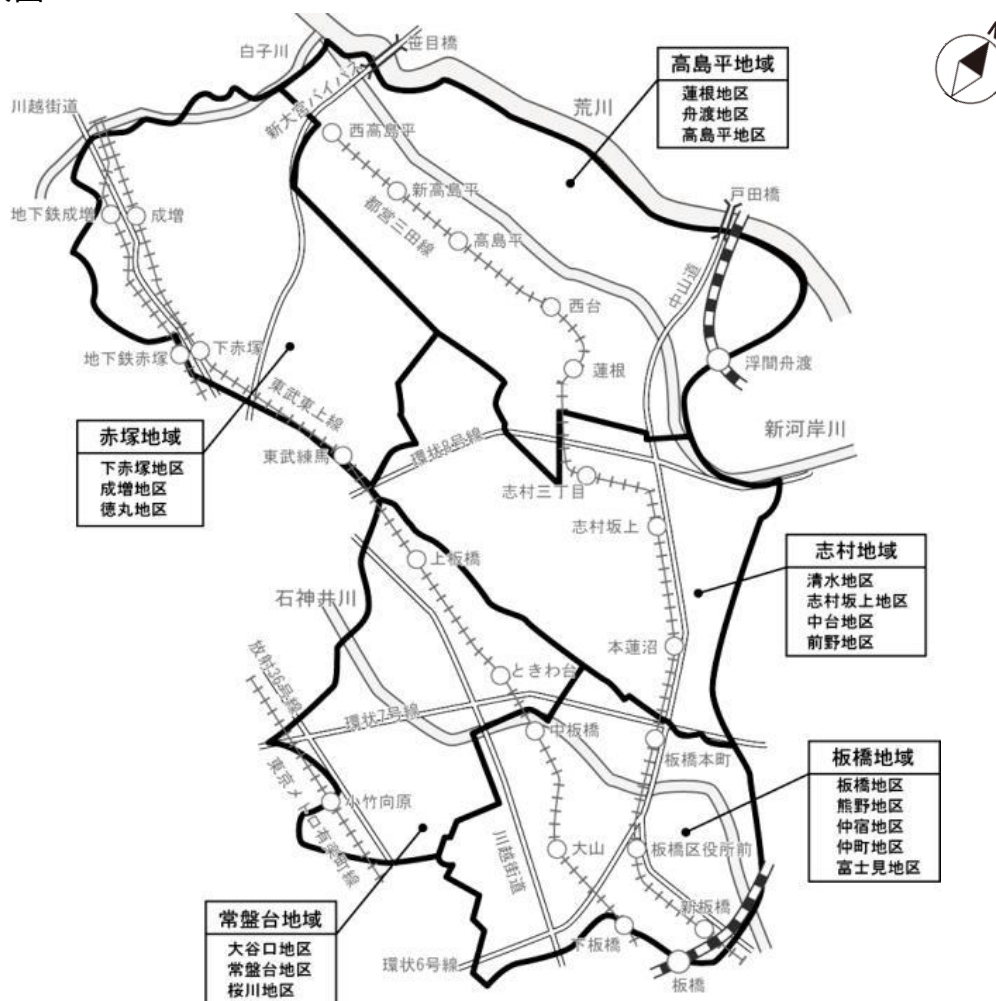 白子川
笹目橋
N
川越街道
新大宮バイパス
荒川
高島平地域
蓮根地区
舟渡地区
高島平地区
西高島平
戸田橋
新高島平
地下鉄成増
成増
都営三田線
高島平
中山道
西台
地下鉄赤塚
下赤塚
蓮根
浮間舟渡
東武東上線
赤塚地域
下赤塚地区
成増地区
徳丸地区
東武練馬
環状8号線
新河岸川
志村三丁目
志村坂上
志村地域
清水地区
志村坂上地区
中台地区
前野地区
上板橋
石神井川
本蓮沼
放射36号線
ときわ台
環状7号線
中板橋
板橋本町
板橋地域
板橋地区
熊野地区
仲宿地区
仲町地区
富士見地区
東京メトロ有楽町線
小竹向原
川越街道
大山
板橋区役所前
常盤台地域
大谷口地区
常盤台地区
桜川地区
新板橋
下板橋
環状6号線
板橋